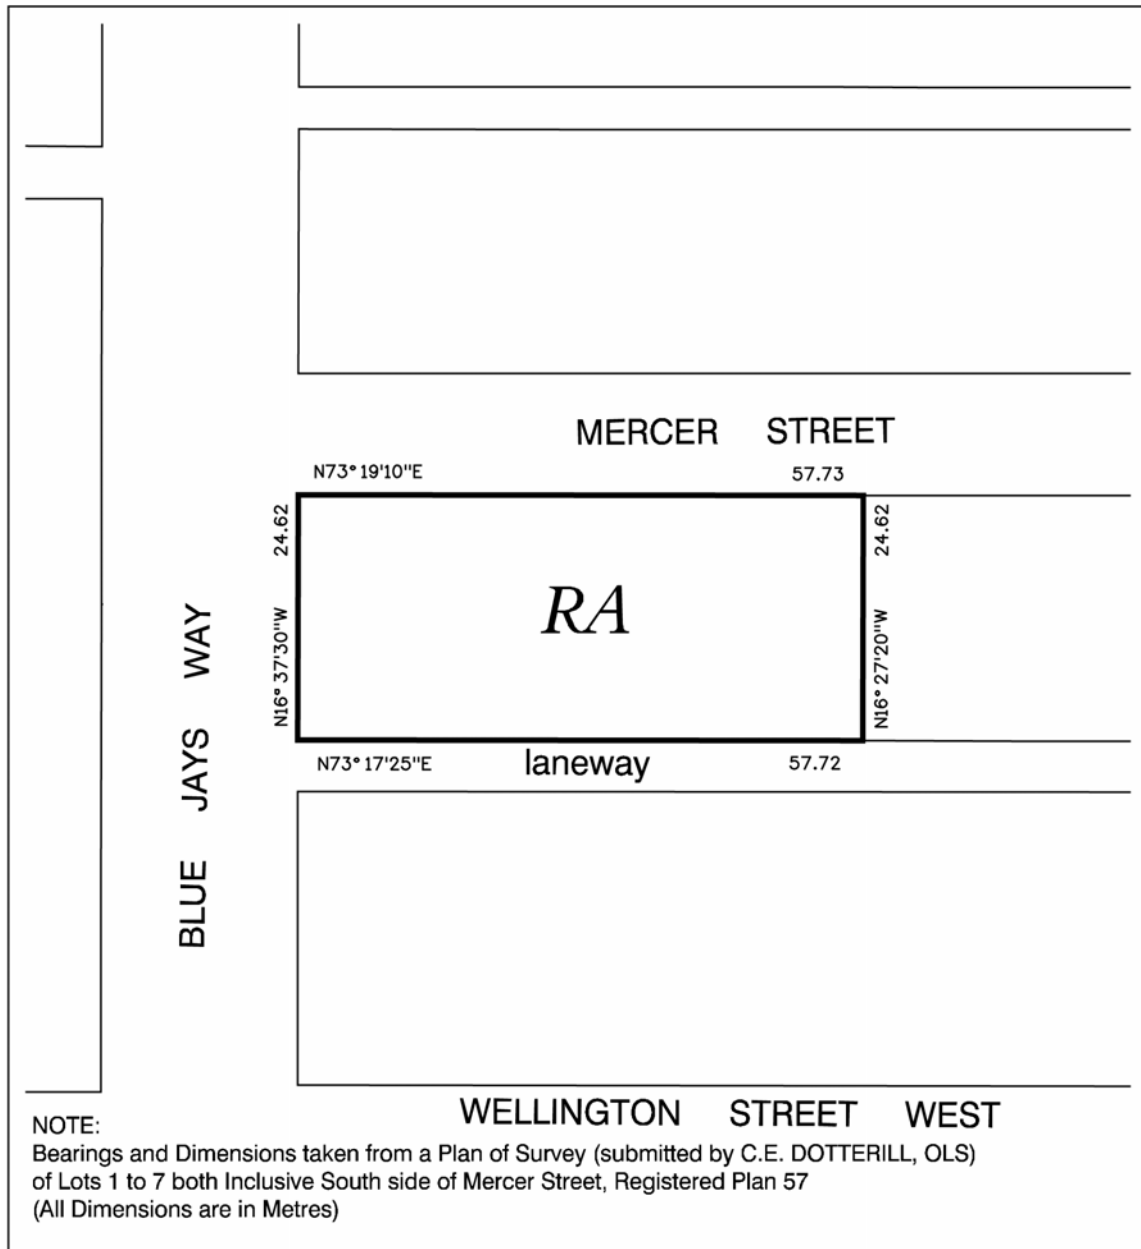 MERCER STREET
N73° 19'10"E 57.73
24.62
24.62
RA
N16° 37'30"W
N16° 27'20"W
BLUE JAYS WAY
N73° 17'25"E laneway 57.72
WELLINGTON STREET WEST
NOTE:
Bearings and Dimensions taken from a Plan of Survey (submitted by C.E. DOTTERILL, OLS)
of Lots 1 to 7 both Inclusive South side of Mercer Street, Registered Plan 57
(All Dimensions are in Metres)